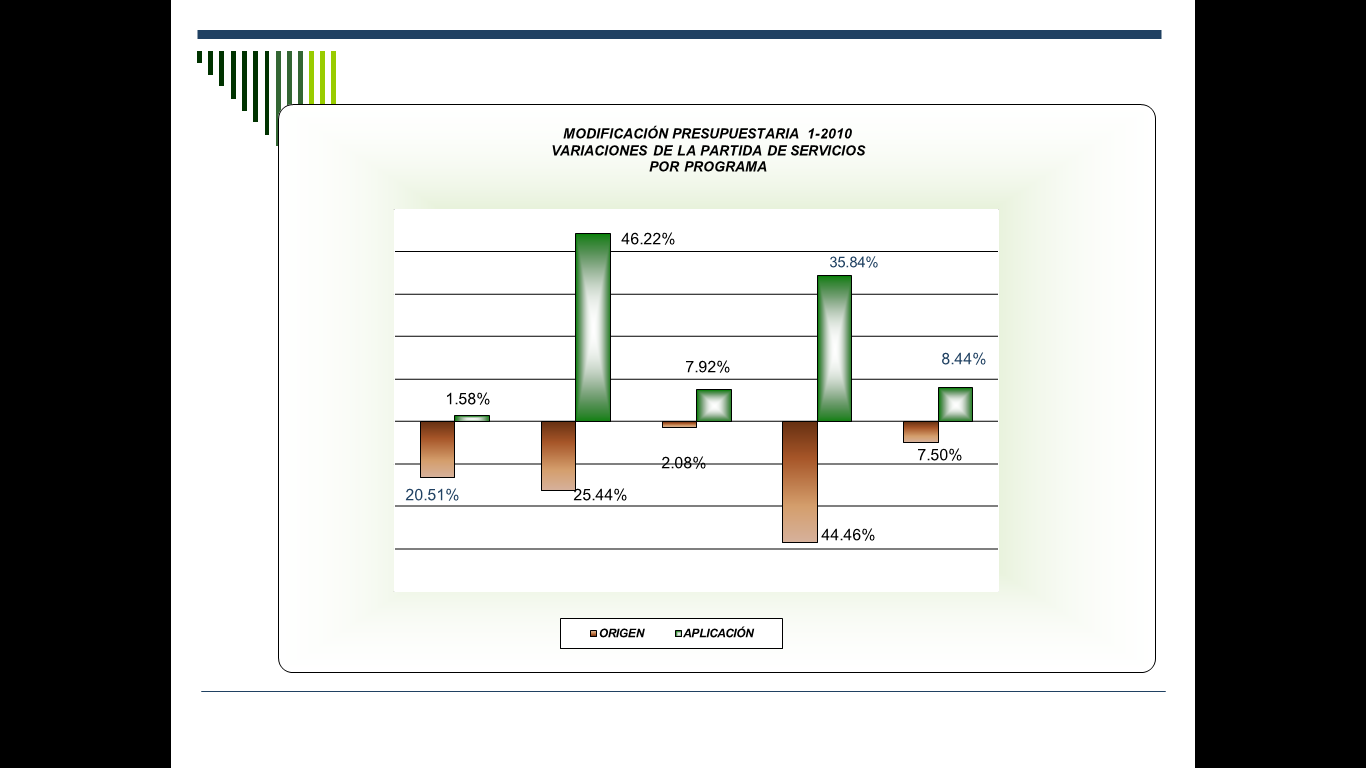 MODIFICACIÓN PRESUPUESTARIA 1-2010
VARIACIONES DE LA PARTIDA DE SERVICIOS
POR PROGRAMA
46.22%
35.84%
8.44%
7.92%
1.58%
7.50%
2.08%
20.51%
25.44%
44.46%
ORIGEN APLICACIÓN